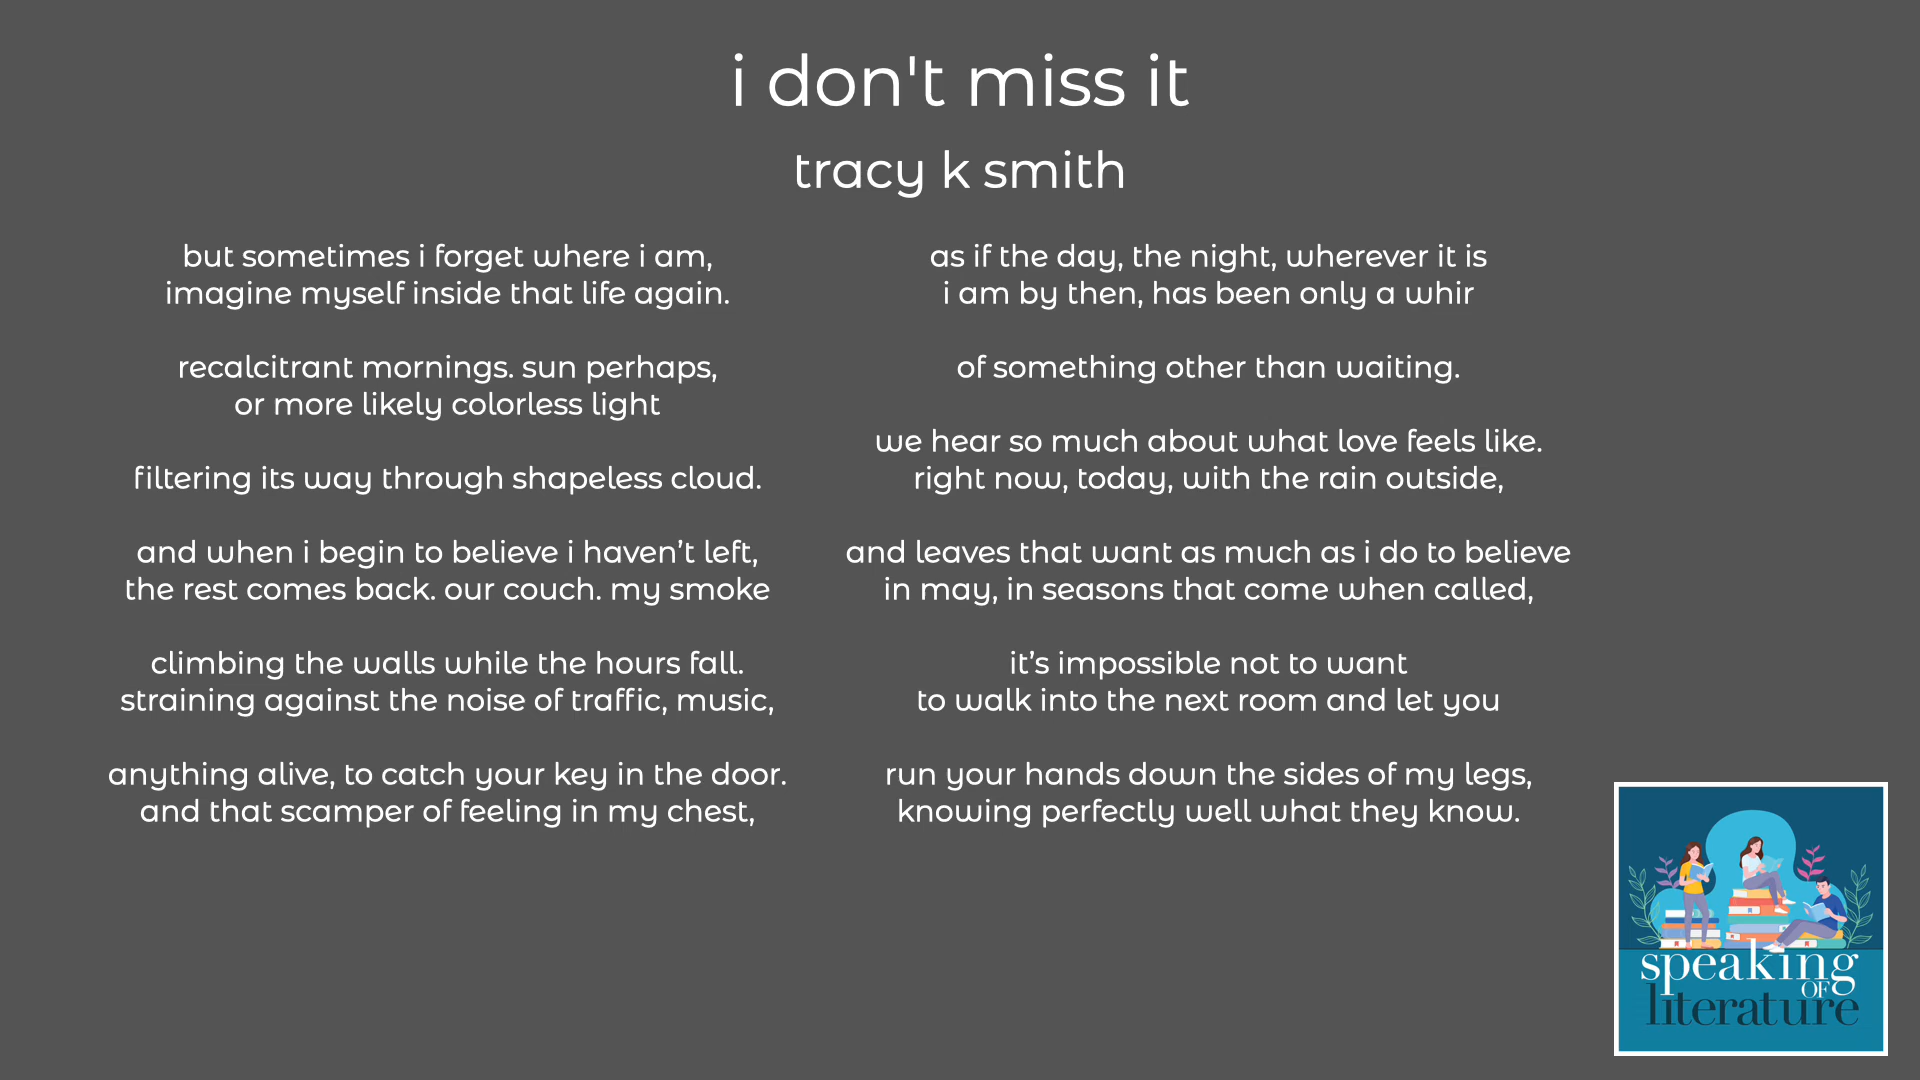 i don't miss it
tracy k smith
but sometimes i forget where i am,
imagine myself inside that life again.
recalcitrant mornings. sun perhaps,
or more likely colorless light
filtering its way through shapeless cloud.
and when i begin to believe i haven’t left,
the rest comes back. our couch. my smoke
climbing the walls while the hours fall.
straining against the noise of traffic, music,
anything alive, to catch your key in the door.
and that scamper of feeling in my chest,
as if the day, the night, wherever it is
i am by then, has been only a whir
of something other than waiting.
we hear so much about what love feels like.
right now, today, with the rain outside,
and leaves that want as much as i do to believe
in may, in seasons that come when called,
it’s impossible not to want
to walk into the next room and let you
run your hands down the sides of my legs,
knowing perfectly well what they know.
speaking
OF
literature